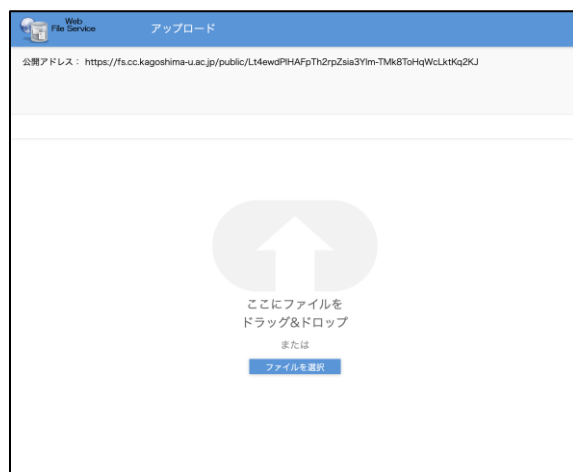 Web
File Service
アップロード
公開アドレス： https://fs.cc.kagoshima-u.ac.jp/public/Lt4ewdPIHAFpTh2rpZsia3Ylm-TMk8ToHqWcLktKq2KJ
ここにファイルを
ドラッグ&ドロップ
または
ファイルを選択